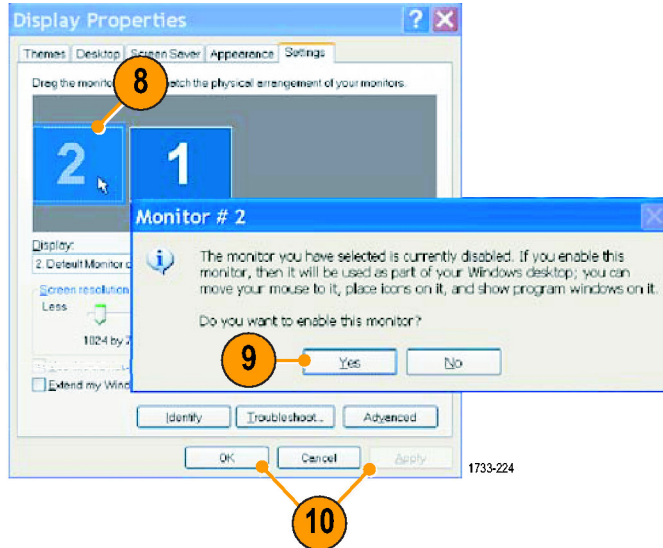 Display Properties
Themes Desktop Screen Saver Appearance Settings
Drag the monito atch the physical arrangement of your monitors.
8
2 1
Monitor # 2
Display:
2. Default Monitor o
The monitor you have selected is currently disabled. If you enable this
monitor, then it will be used as part of your Windows desktop; you can
move your mouse to it, place icons on it, and show program windows on it.
Screen resolution
Less
Do you want to enable this monitor?
1024 by 7
9
Yes No
Extend my Wind
Identify Troubleshoot... Advanced
OK Cancel Apply
1733-224
10